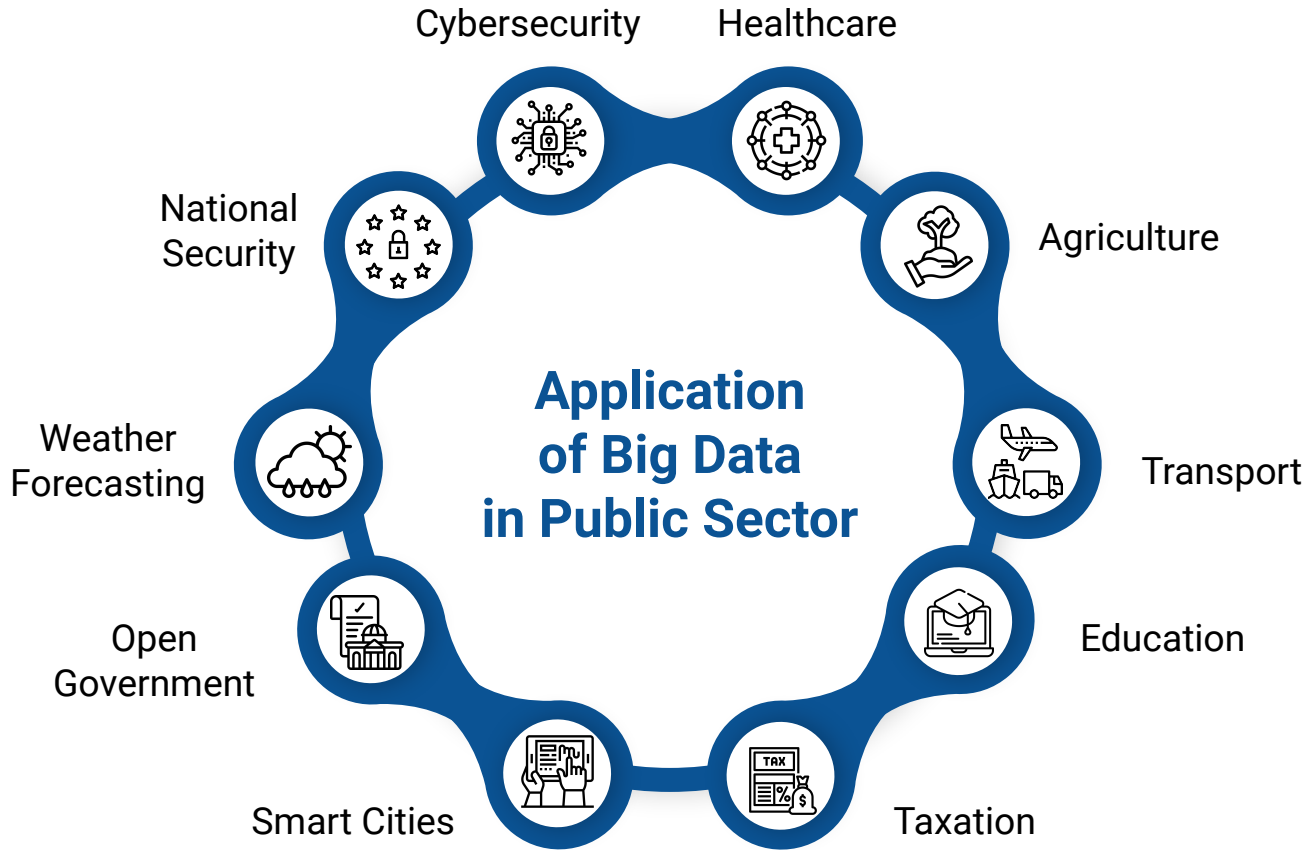 Cybersecurity
Healthcare
National
Security
Agriculture
Application
of Big Data
in Public Sector
Weather
Forecasting
Transport
Open
Government
Education
TAX
%
$
Smart Cities
Taxation